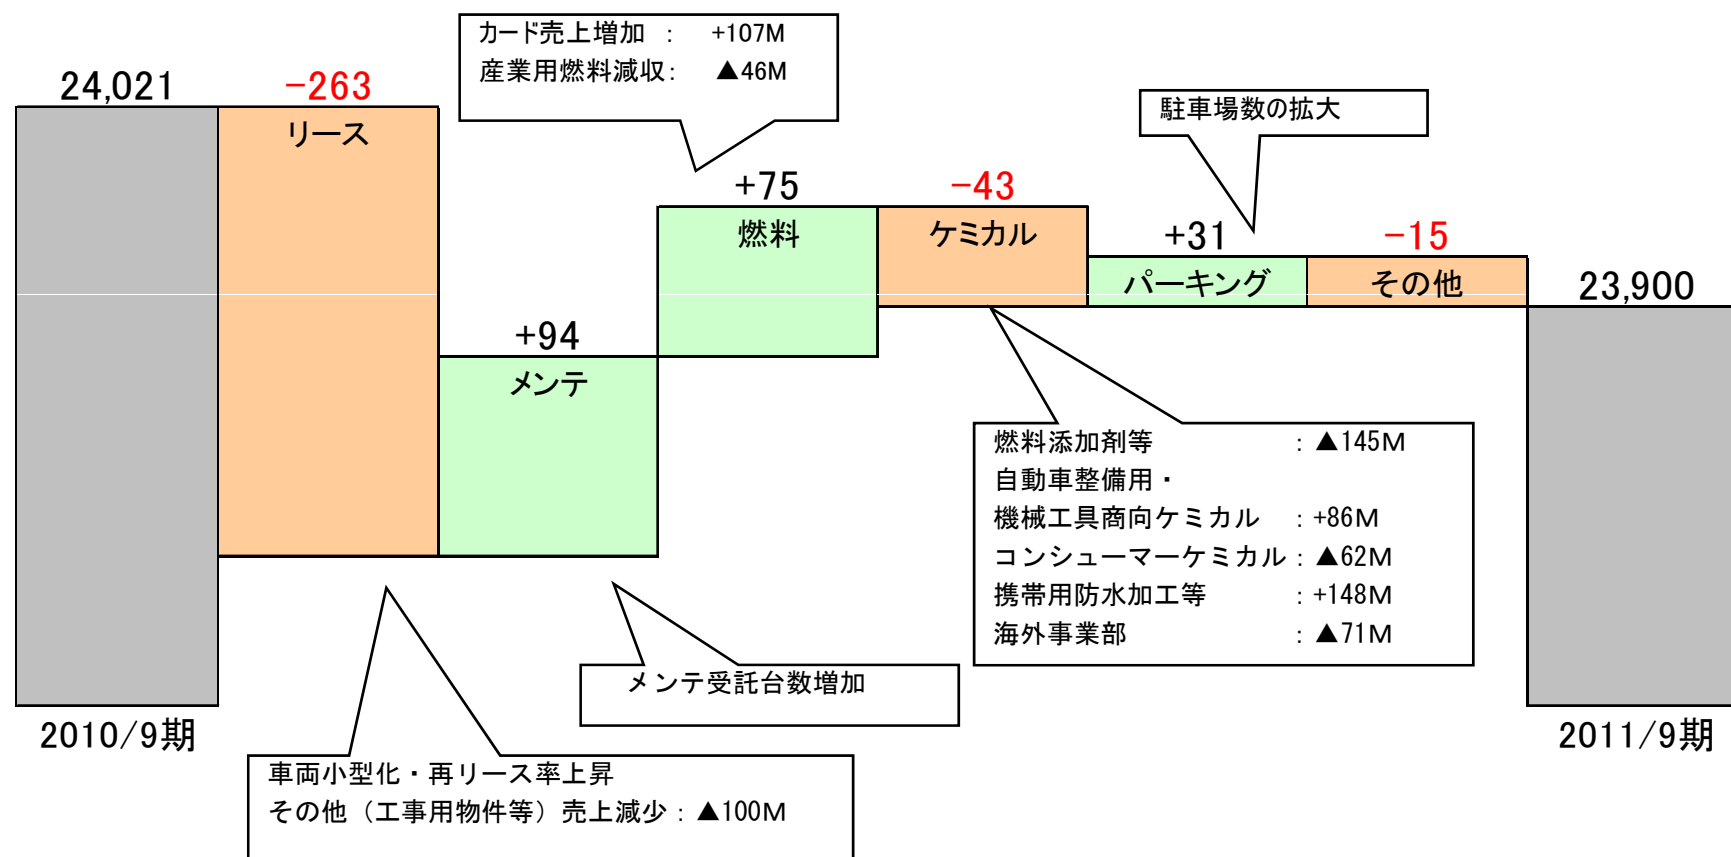 カード売上増加 : +107M
産業用燃料減収: ▲46M
24,021
-263
リース
駐車場数の拡大
+75
燃料
-43
ケミカル
+31
パーキング
-15
その他
23,900
+94
メンテ
燃料添加剤等 : ▲145M
自動車整備用・
機械工具商向ケミカル : +86M
コンシューマーケミカル : ▲62M
携帯用防水加工等 : +148M
海外事業部 : ▲71M
メンテ受託台数増加
2010/9期
2011/9期
車両小型化・再リース率上昇
その他（工事用物件等）売上減少 : ▲100M